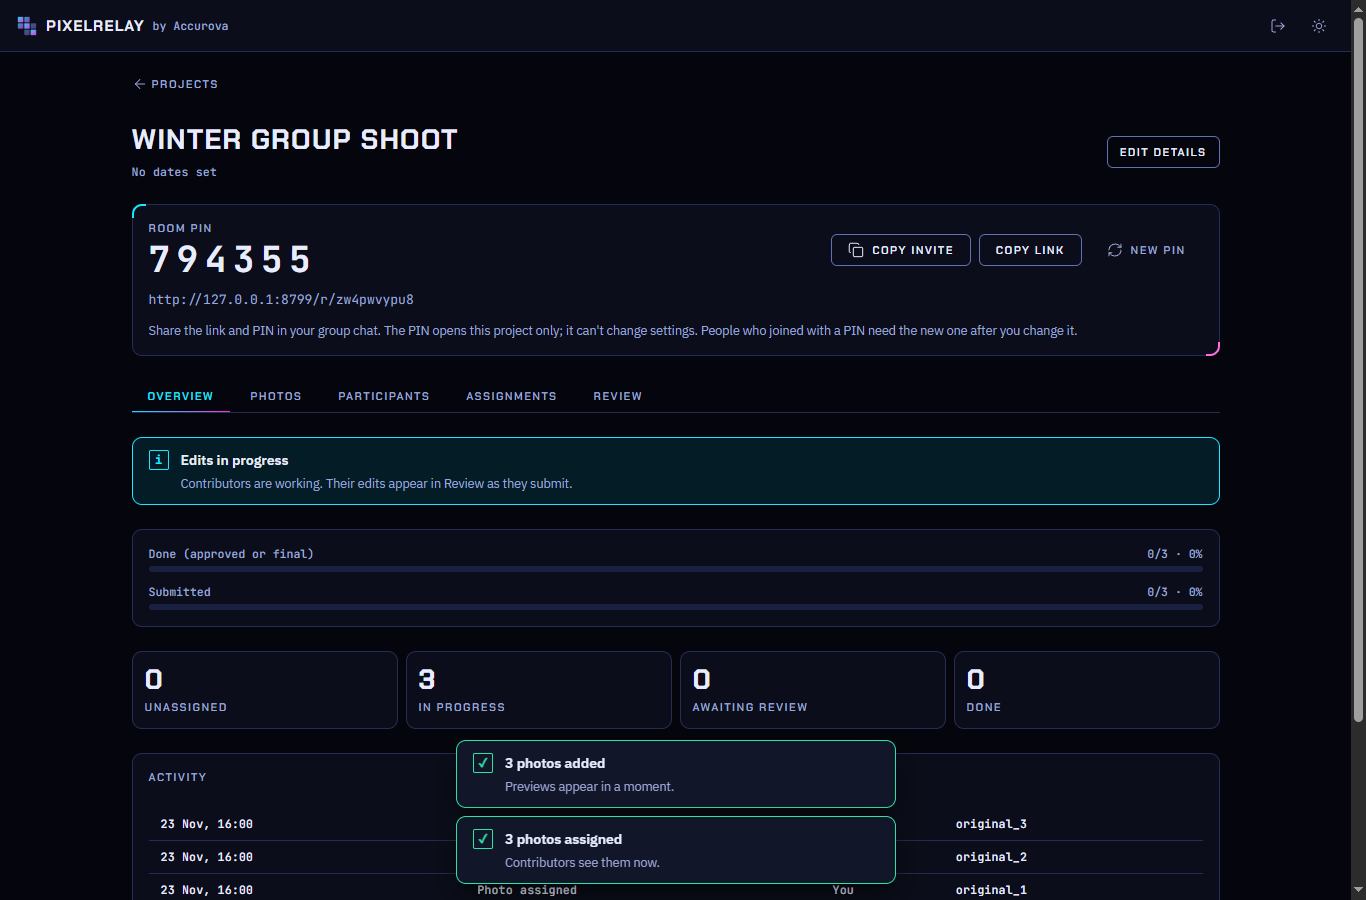 PIXELRELAY by Accurova
PROJECTS
WINTER GROUP SHOOT
No dates set
EDIT DETAILS
ROOM PIN
794355
COPY INVITE
COPY LINK
NEW PIN
http://127.0.0.1:8799/r/zw4pwvypu8
Share the link and PIN in your group chat. The PIN opens this project only; it can't change settings. People who joined with a PIN need the new one after you change it.
OVERVIEW PHOTOS PARTICIPANTS ASSIGNMENTS REVIEW
i Edits in progress
Contributors are working. Their edits appear in Review as they submit.
Done (approved or final) 0/3 · 0%
Submitted 0/3 · 0%
0
UNASSIGNED
3
IN PROGRESS
0
AWAITING REVIEW
0
DONE
ACTIVITY
3 photos added
Previews appear in a moment.
3 photos assigned
Contributors see them now.
23 Nov, 16:00 original_3
23 Nov, 16:00 original_2
23 Nov, 16:00 Photo assigned You original_1